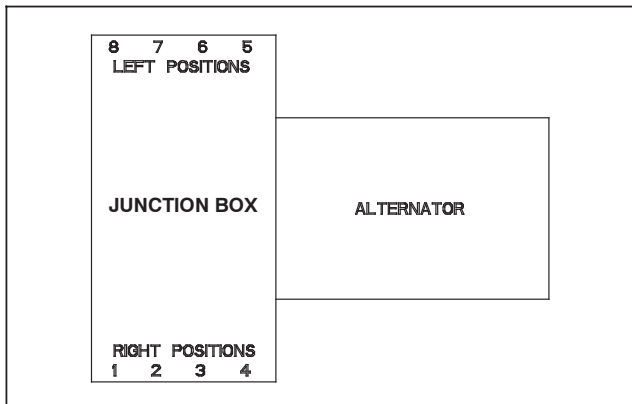 8 7 6 5
LEFT POSITIONS
JUNCTION BOX
ALTERNATOR
RIGHT POSITIONS
1 2 3 4